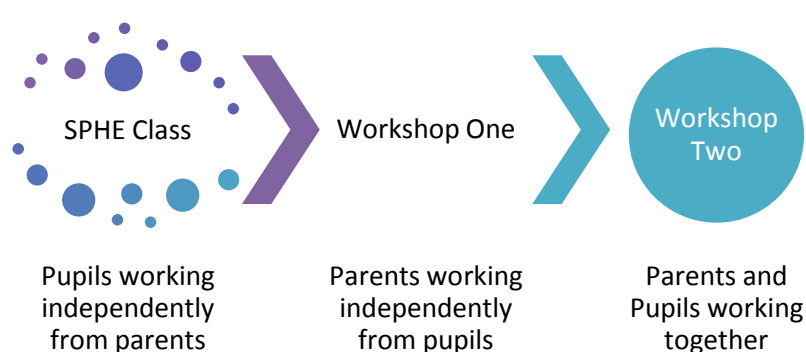 SPHE Class
Workshop One
Workshop
Two
Pupils working
independently
from parents
Parents working
independently
from pupils
Parents and
Pupils working
together